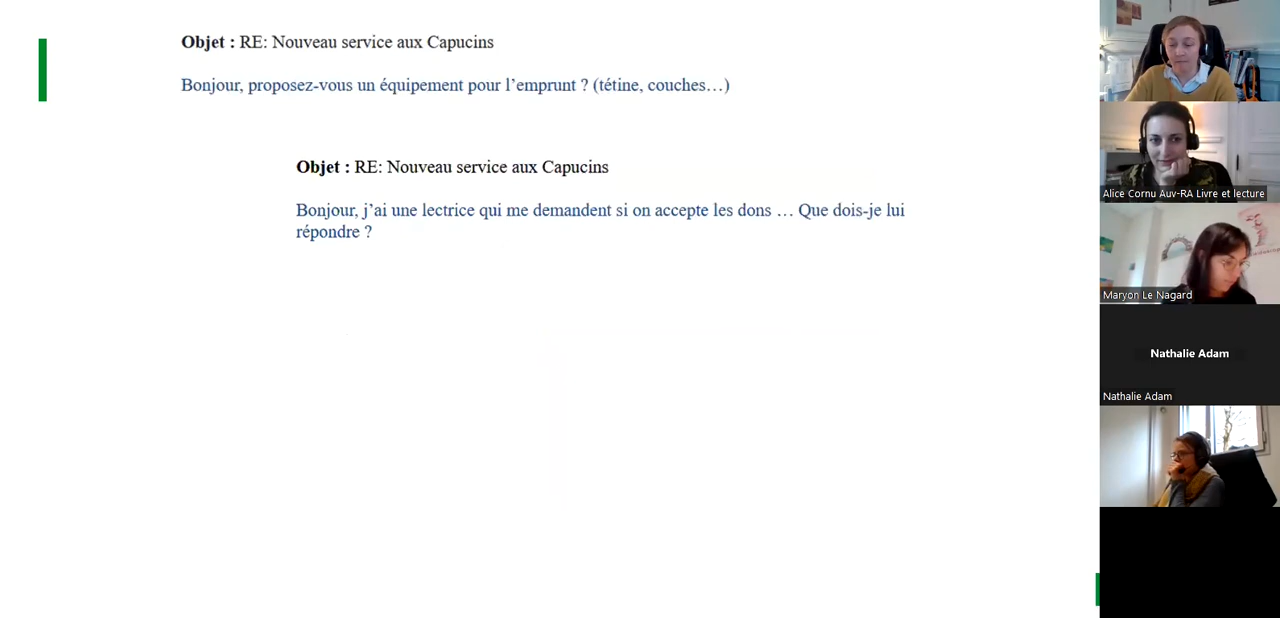 Objet : RE: Nouveau service aux Capucins
Bonjour, proposez-vous un équipement pour l'emprunt ? (tétine, couches…)
Objet : RE: Nouveau service aux Capucins
Bonjour, j'ai une lectrice qui me demandent si on accepte les dons … Que dois-je lui
répondre ?
Alice Cornu Auv-RA Livre et lecture
Maryon Le Nagard
Nathalie Adam
Nathalie Adam